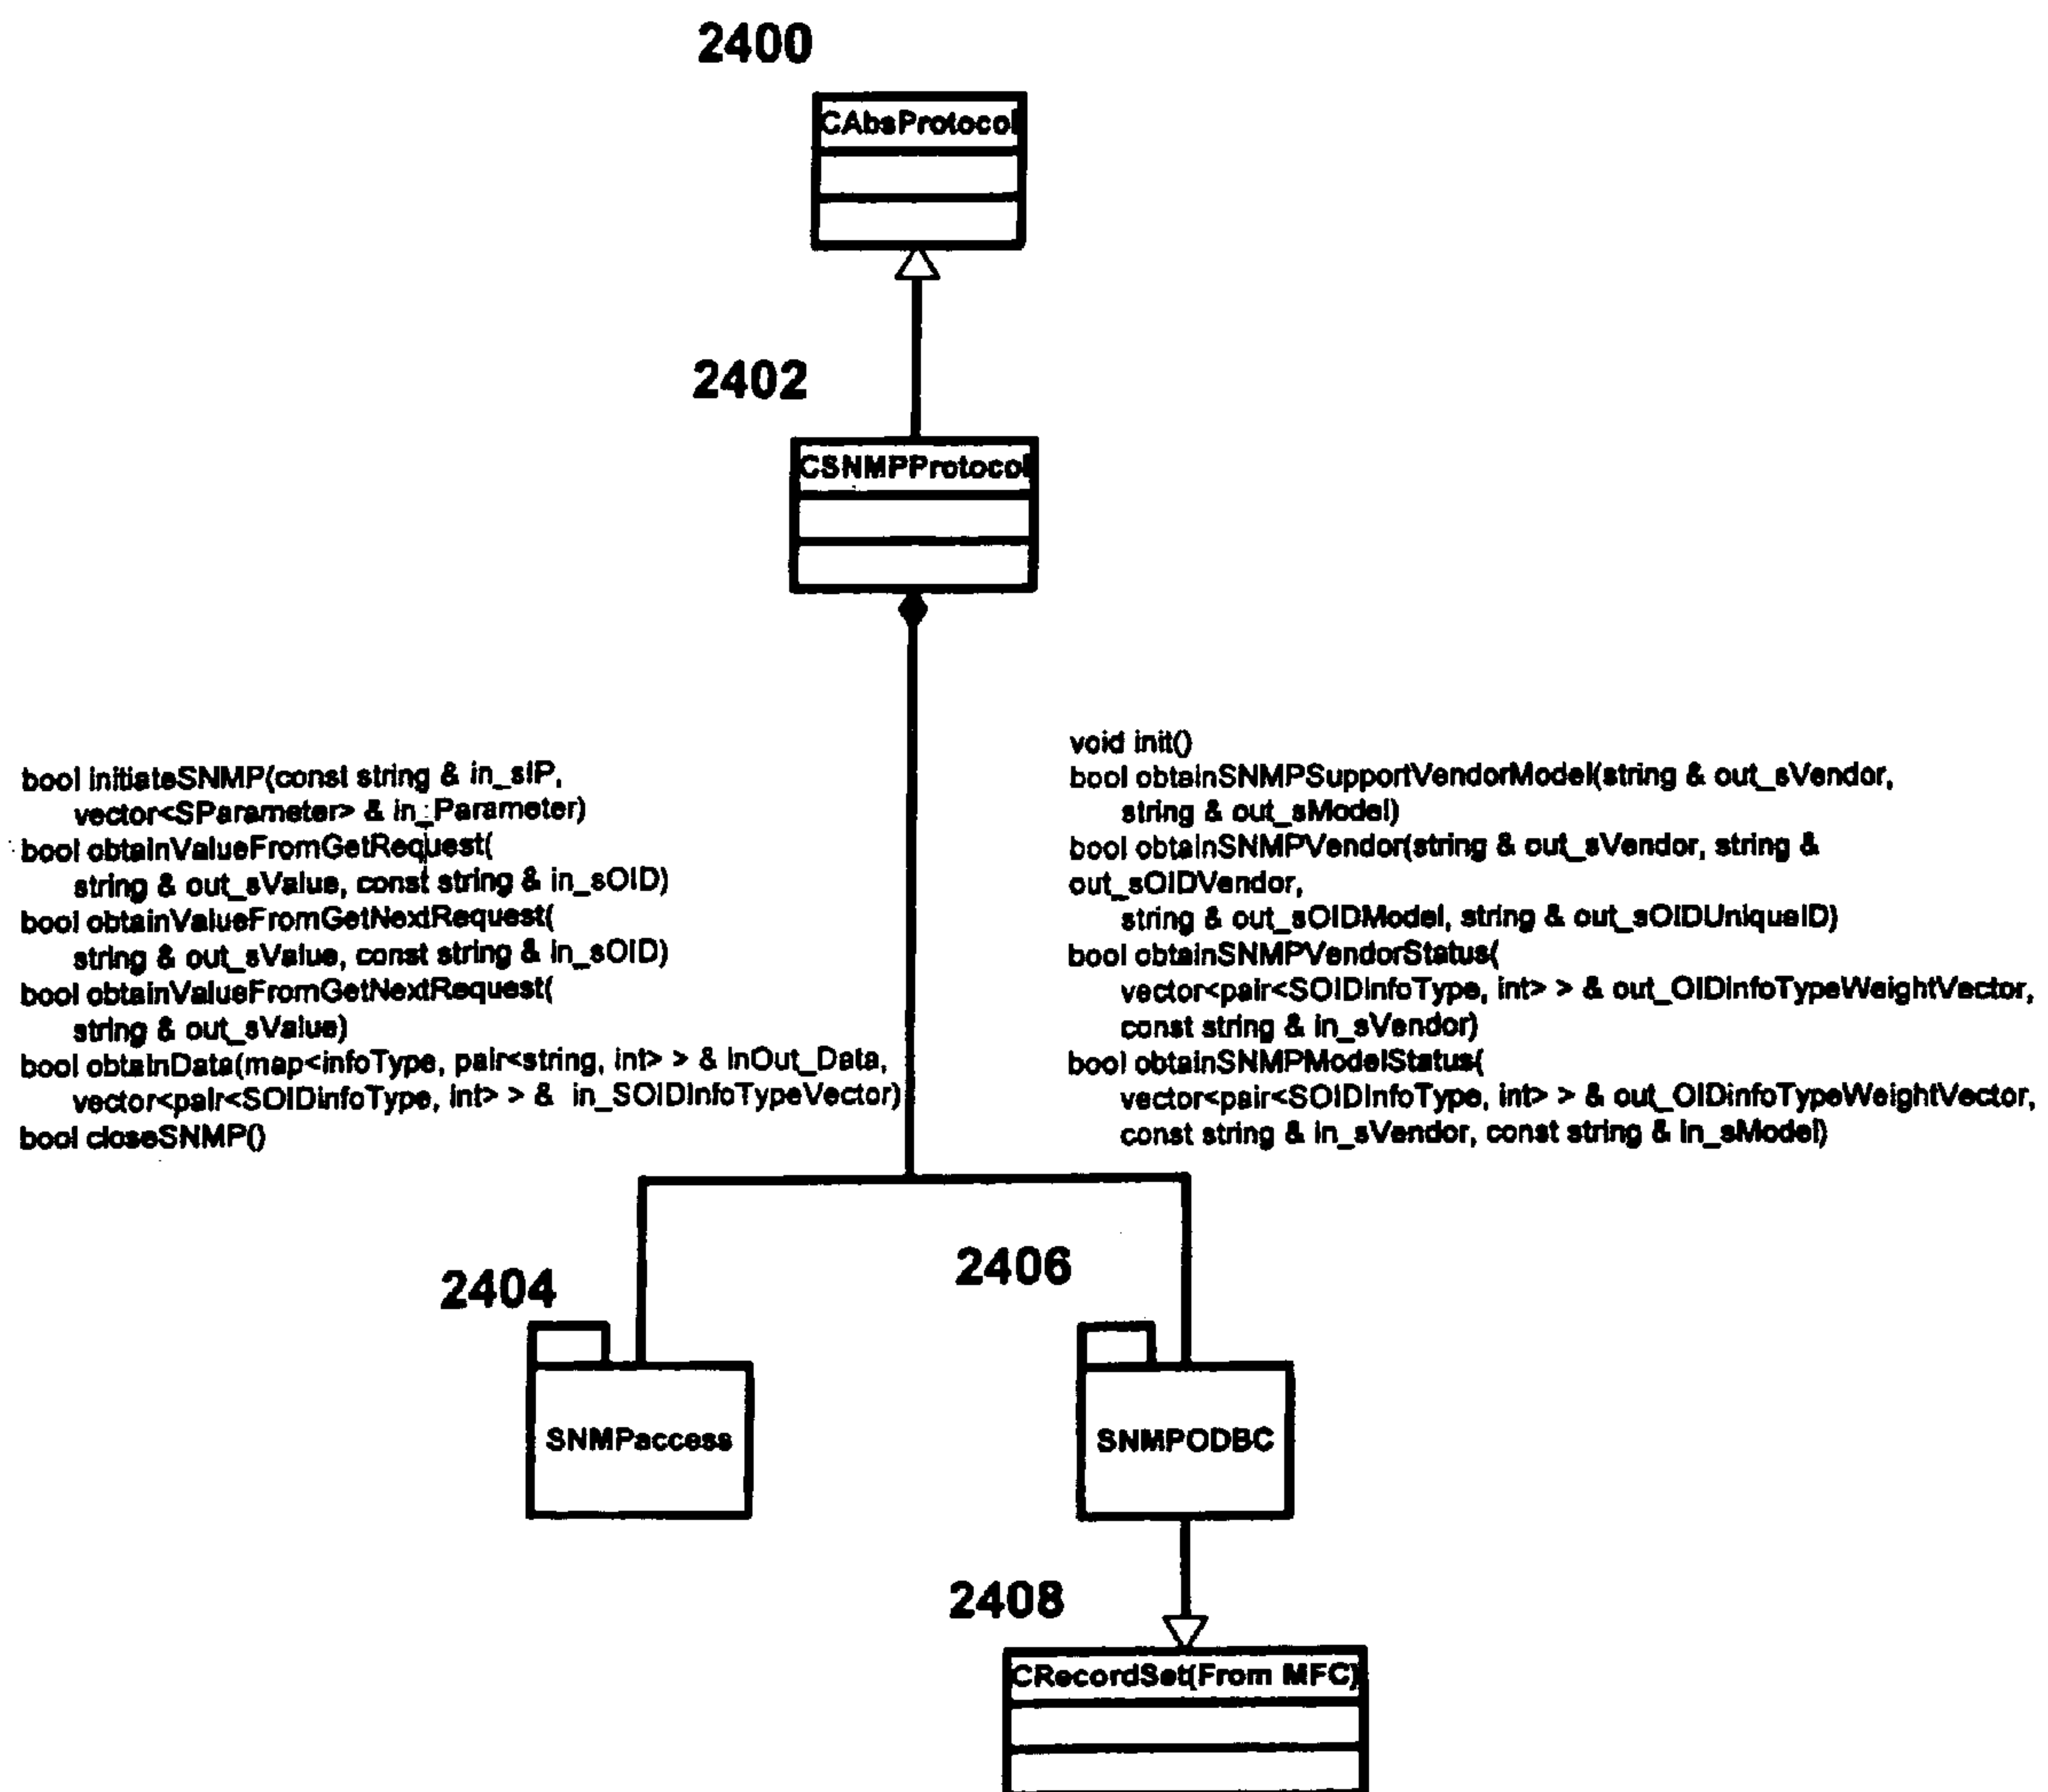 2400
CAbsProtocol
2402
CSNMPProtocol
bool initiateSNMP(const string & in_sIP,
vector<SParameter> & in_Parameter)
bool obtainValueFromGetRequest(
string & out_sValue, const string & in_sOID)
bool obtainValueFromGetNextRequest(
string & out_sValue, const string & in_sOID)
bool obtainValueFromGetNextRequest(
string & out_sValue)
bool obtainData(map<infoType, pair<string, int> > & inOut_Data,
vector<pair<SOIDinfoType, int> > & in_SOIDinfoTypeVector)
bool closeSNMP()
void init()
bool obtainSNMPSupportVendorModel(string & out_sVendor,
string & out_sModel)
bool obtainSNMPVendor(string & out_sVendor, string &
out_sOIDVendor,
string & out_sOIDModel, string & out_sOIDUniqueID)
bool obtainSNMPVendorStatus(
vector<pair<SOIDinfoType, int> > & out_OIDinfoTypeWeightVector,
const string & in_sVendor)
bool obtainSNMPModelStatus(
vector<pair<SOIDinfoType, int> > & out_OIDinfoTypeWeightVector,
const string & in_sVendor, const string & in_sModel)
2404
SNMPaccess
2406
SNMPODBC
2408
CRecordSet(From MFC)